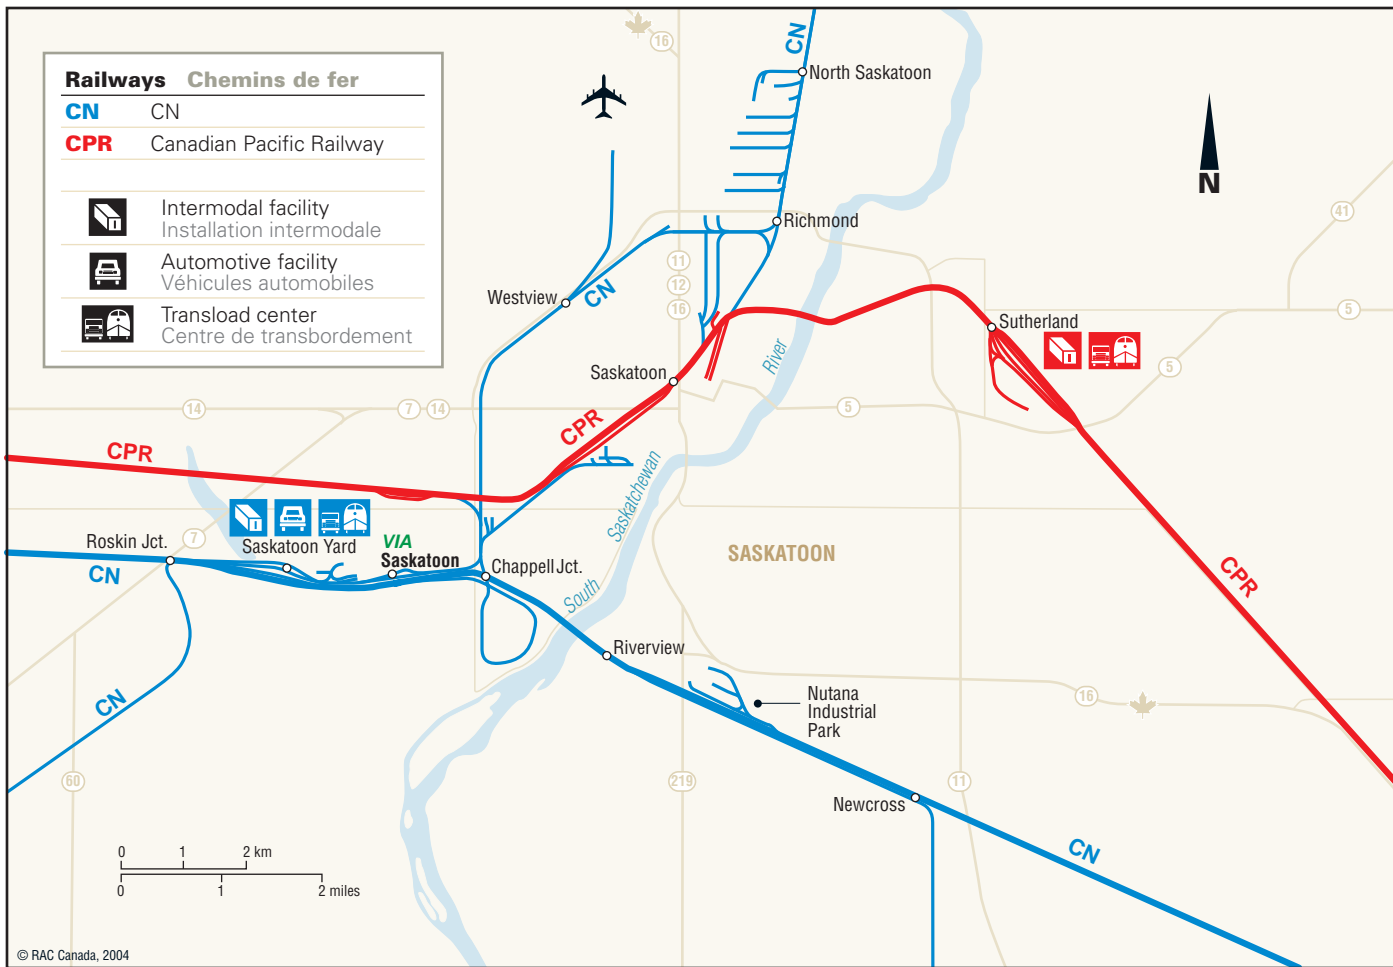 Railways Chemins de fer
CN CN
CPR Canadian Pacific Railway
Intermodal facility
Installation intermodale
Automotive facility
Véhicules automobiles
Transload center
Centre de transbordement
16
CN
North Saskatoon
N
41
Richmond
11
12
16
Westview
CN
5
Sutherland
River
Saskatoon
5
14
7 14
5
CPR
CPR
Saskatchewan
7
Roskin Jct.
Saskatoon Yard
VIA
Saskatoon
SASKATOON
CN
Chappell Jct.
South
CPR
Riverview
Nutana
Industrial
Park
16
CN
60
219
11
Newcross
CN
0 1 2 km
0 1 2 miles
© RAC Canada, 2004